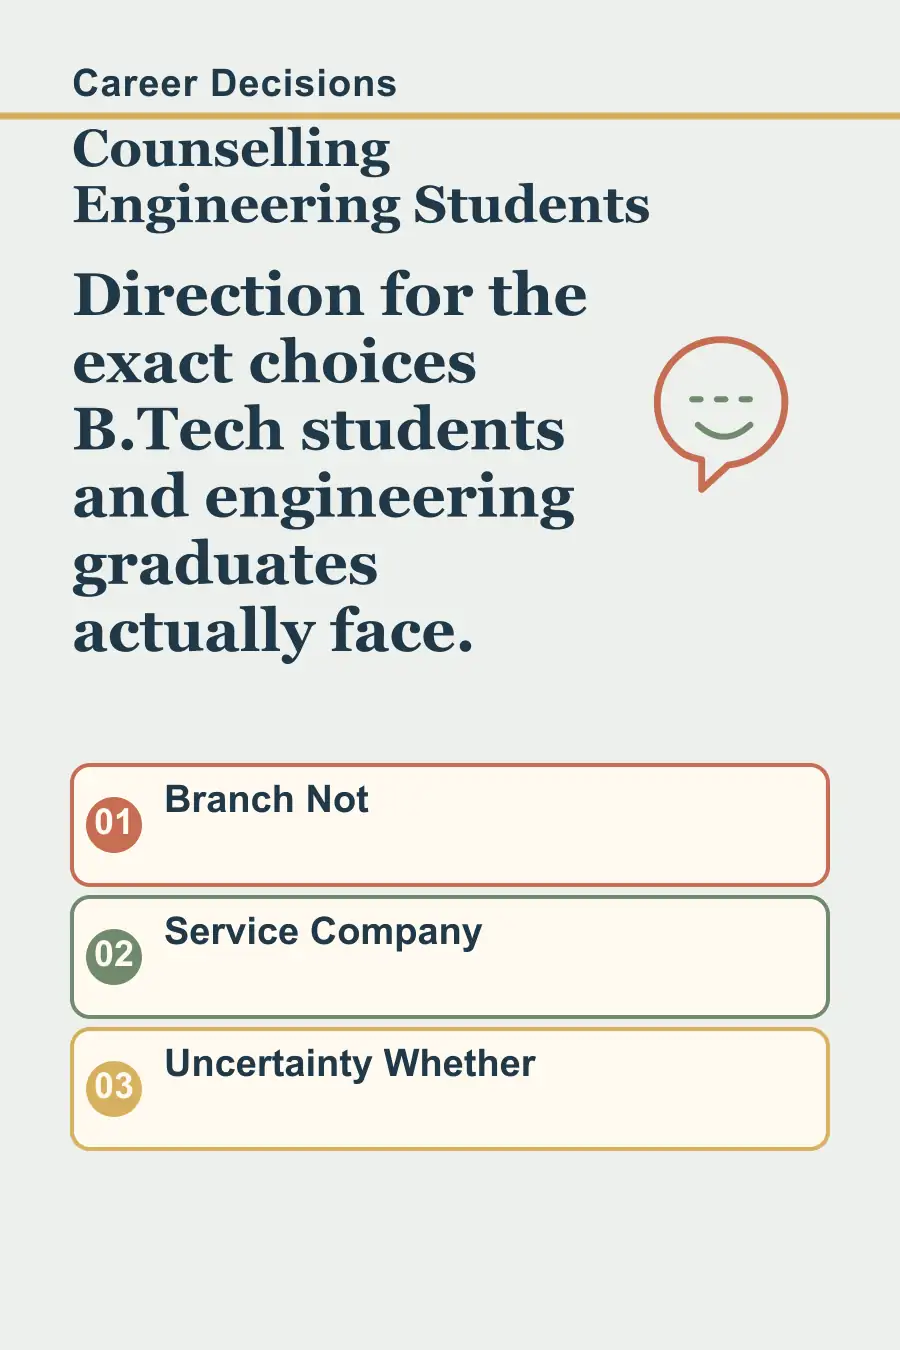 Career Decisions
Counselling
Engineering Students
Direction for the
exact choices
B.Tech students
and engineering
graduates
actually face.
01 Branch Not
02 Service Company
03 Uncertainty Whether